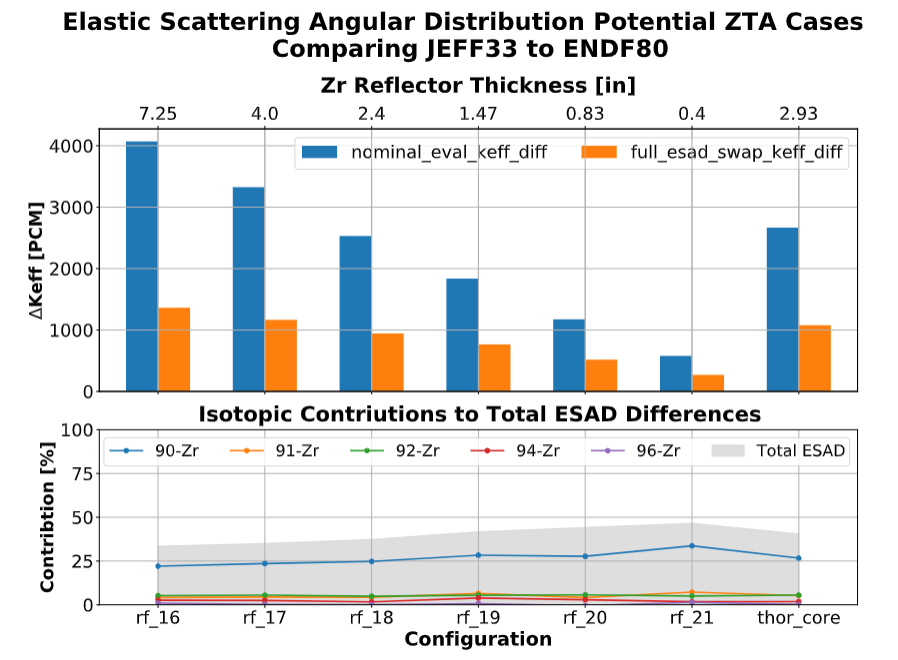 Elastic Scattering Angular Distribution Potential ZTA Cases
Comparing JEFF33 to ENDF80
Zr Reflector Thickness [in]
7.25 4.0 2.4 1.47 0.83 0.4 2.93
nominal_eval_keff_diff full_esad_swap_keff_diff
ΔKeff [PCM]
4000
3000
2000
1000
0
Isotopic Contriutions to Total ESAD Differences
90-Zr 91-Zr 92-Zr 94-Zr 96-Zr Total ESAD
Contribtion [%]
100
75
50
25
0
rf_16 rf_17 rf_18 rf_19 rf_20 rf_21 thor_core
Configuration